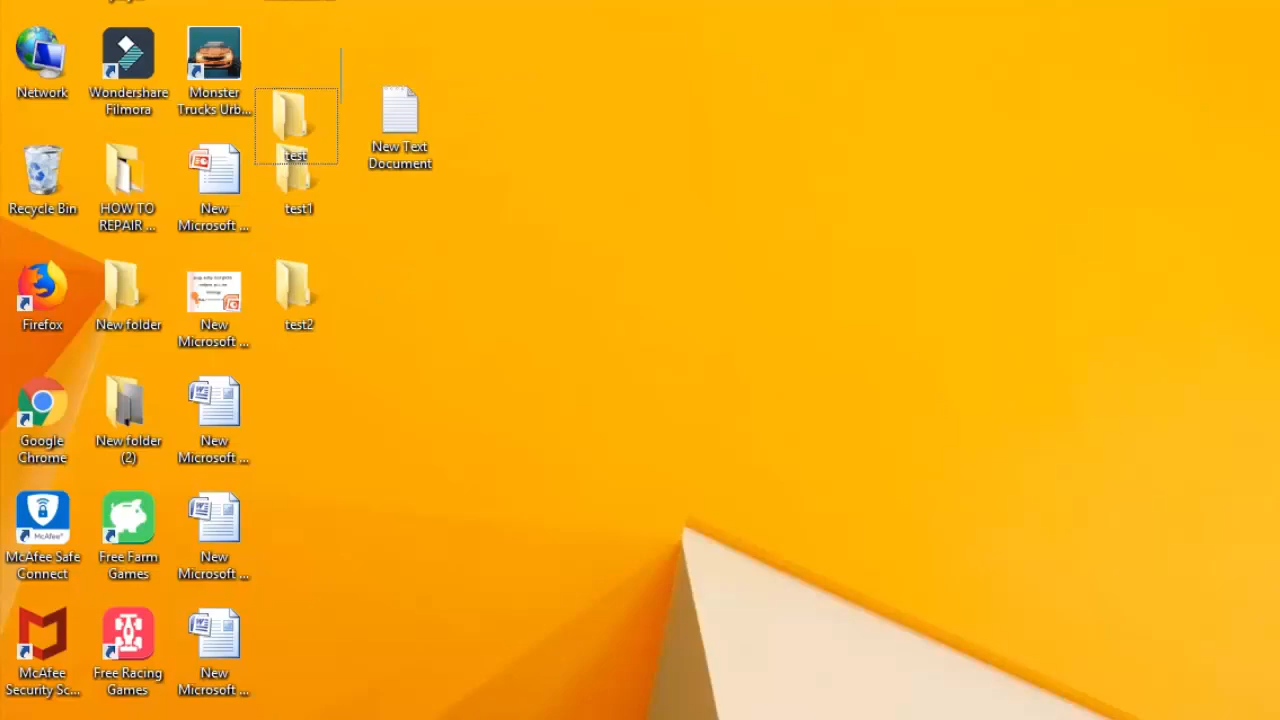 Network
Wondershare
Filmora
Monster
Trucks Urb...
test
New Text
Document
Recycle Bin
HOW TO
REPAIR ...
New
Microsoft ...
test1
Firefox
New folder
New
Microsoft ...
test2
Google
Chrome
New folder
(2)
New
Microsoft ...
McAfee
McAfee Safe
Connect
Free Farm
Games
New
Microsoft ...
McAfee
Security Sc...
Free Racing
Games
New
Microsoft ...